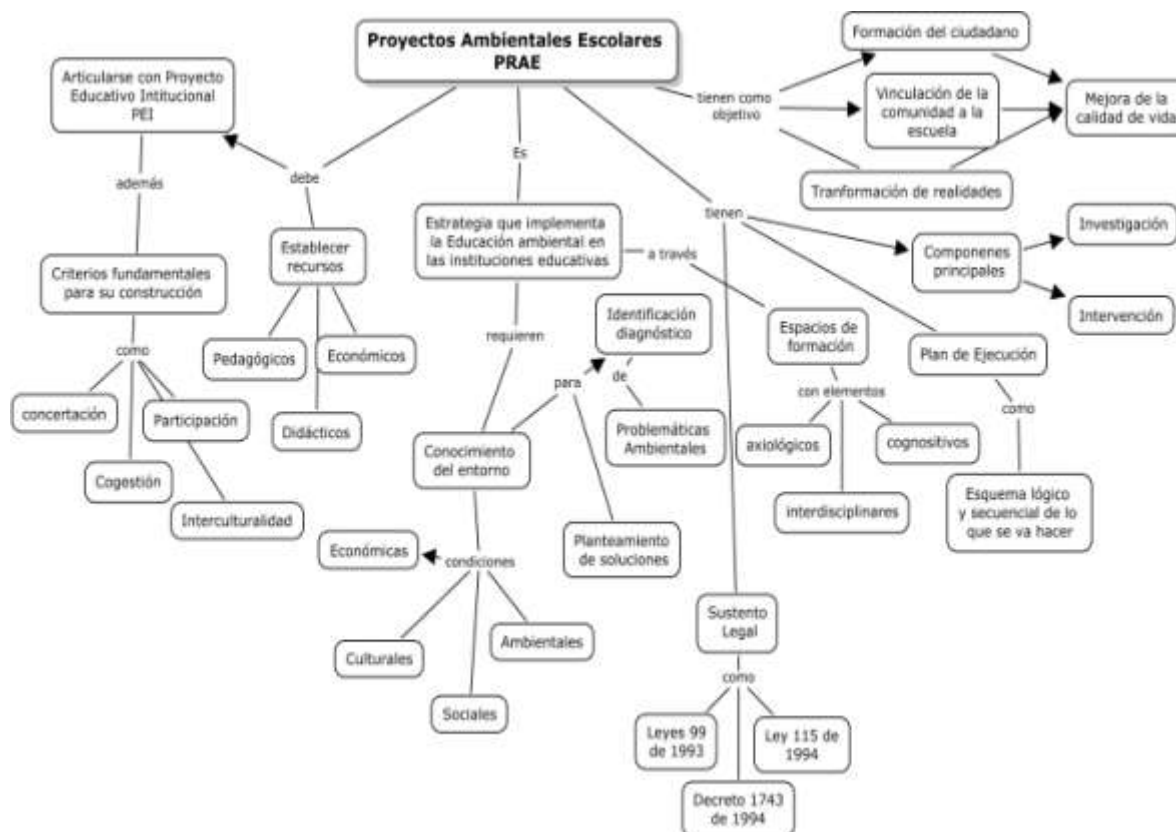 Proyectos Ambientales Escolares
PRAE
Articularse con Proyecto
Educativo Intitucional
PEI
además
Criterios fundamentales
para su construcción
como
concertación
Participación
Cogestión
Interculturalidad
debe
Establecer
recursos
Pedagógicos
Económicos
Didácticos
Es
Estrategia que implementa
la Educación ambiental en
las instituciones educativas
requieren
Conocimiento
del entorno
condiciones
Económicas
Culturales
Sociales
Ambientales
para
Identificación
diagnóstico
de
Problemáticas
Ambientales
Planteamiento
de soluciones
a través
Espacios de
formación
con elementos
axiológicos
cognositivos
interdisciplinares
tienen
Componenes
principales
Investigación
Intervención
Plan de Ejecución
como
Esquema lógico
y secuencial de lo
que se va hacer
Sustento
Legal
como
Leyes 99
de 1993
Ley 115 de
1994
Decreto 1743
de 1994
tienen como
objetivo
Formación del ciudadano
Vinculación de la
comunidad a la
escuela
Tranformación de realidades
Mejora de la
calidad de vida